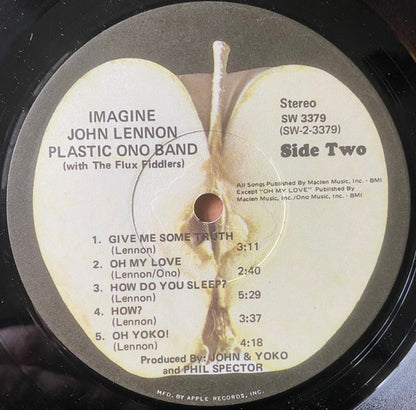 IMAGINE
JOHN LENNON
PLASTIC ONO BAND
(with The Flux Fiddlers)
Stereo
SW 3379
(SW-2-3379)
Side Two
All Songs Published By Maclen Music, Inc. - BMI
Except "OH MY LOVE" Published By
Maclen Music, Inc./Ono Music, Inc. - BMI
1. GIVE ME SOME TRUTH
(Lennon) 3:11
2. OH MY LOVE
(Lennon/Ono) 2:40
3. HOW DO YOU SLEEP?
(Lennon) 5:29
4. HOW?
(Lennon) 3:37
5. OH YOKO!
(Lennon) 4:18
Produced By: JOHN & YOKO
and PHIL SPECTOR
MFD. BY APPLE RECORDS, INC.